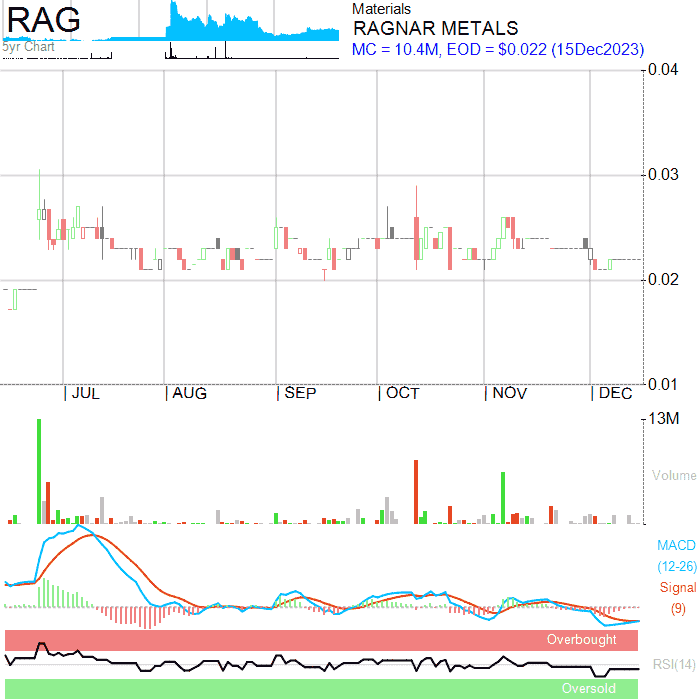 RAG
5yr Chart
Materials
RAGNAR METALS
MC = 10.4M, EOD = $0.022 (15Dec2023)
0.04
0.03
0.02
0.01
JUL AUG SEP OCT NOV DEC
13M
Volume
MACD
(12-26)
Signal
(9)
Overbought
RSI(14)
Oversold